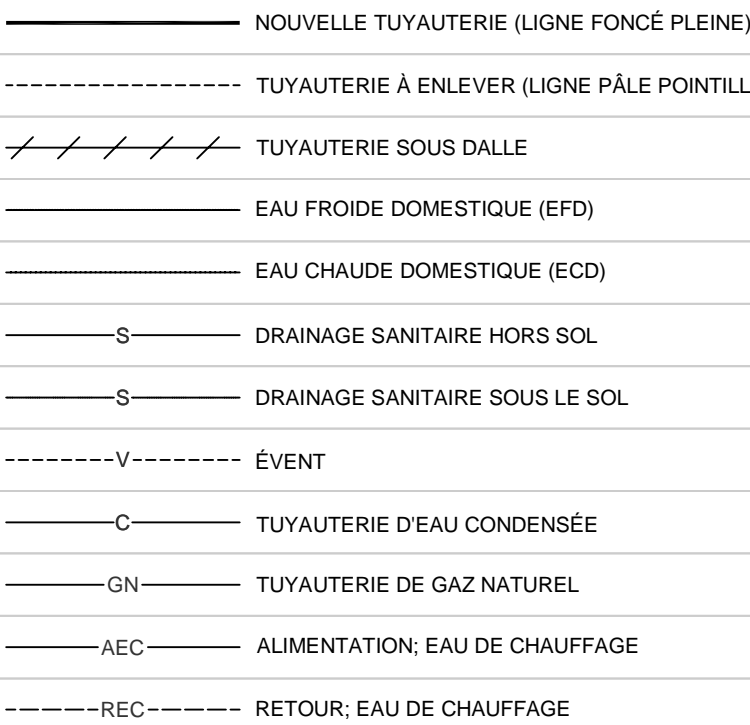 NOUVELLE TUYAUTERIE (LIGNE FONCÉ PLEINE)
TUYAUTERIE À ENLEVER (LIGNE PÂLE POINTILL
TUYAUTERIE SOUS DALLE
EAU FROIDE DOMESTIQUE (EFD)
EAU CHAUDE DOMESTIQUE (ECD)
S DRAINAGE SANITAIRE HORS SOL
S DRAINAGE SANITAIRE SOUS LE SOL
V ÉVENT
C TUYAUTERIE D'EAU CONDENSÉE
GN TUYAUTERIE DE GAZ NATUREL
AEC ALIMENTATION; EAU DE CHAUFFAGE
REC RETOUR; EAU DE CHAUFFAGE